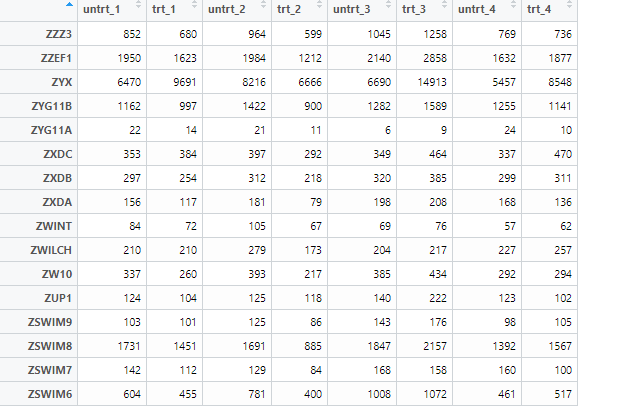 untrt_1 trt_1 untrt_2 trt_2 untrt_3 trt_3 untrt_4 trt_4
ZZZ3 852 680 964 599 1045 1258 769 736
ZZEF1 1950 1623 1984 1212 2140 2858 1632 1877
ZYX 6470 9691 8216 6666 6690 14913 5457 8548
ZYG11B 1162 997 1422 900 1282 1589 1255 1141
ZYG11A 22 14 21 11 6 9 24 10
ZXDC 353 384 397 292 349 464 337 470
ZXDB 297 254 312 218 320 385 299 311
ZXDA 156 117 181 79 198 208 168 136
ZWINT 84 72 105 67 69 76 57 62
ZWILCH 210 210 279 173 204 217 227 257
ZW10 337 260 393 217 385 434 292 294
ZUP1 124 104 125 118 140 222 123 102
ZSWIM9 103 101 125 86 143 176 98 105
ZSWIM8 1731 1451 1691 885 1847 2157 1392 1567
ZSWIM7 142 112 129 84 168 158 160 100
ZSWIM6 604 455 781 400 1008 1072 461 517